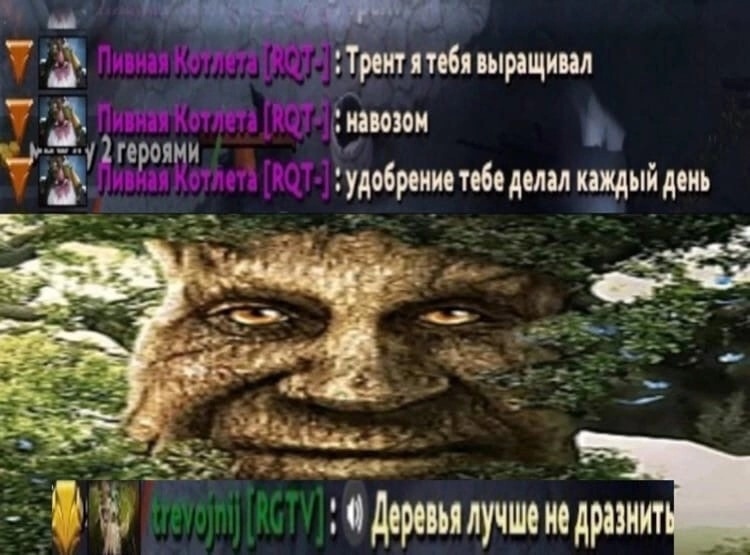 Пивная Котлета [RQT-] : Трент я тебя выращивал
Пивная Котлета [RQT-] : навозом
у 2 героями
Пивная Котлета [RQT-] : удобрение тебе делал каждый день
trevojnij [RGTV] : Деревья лучше не дразнить